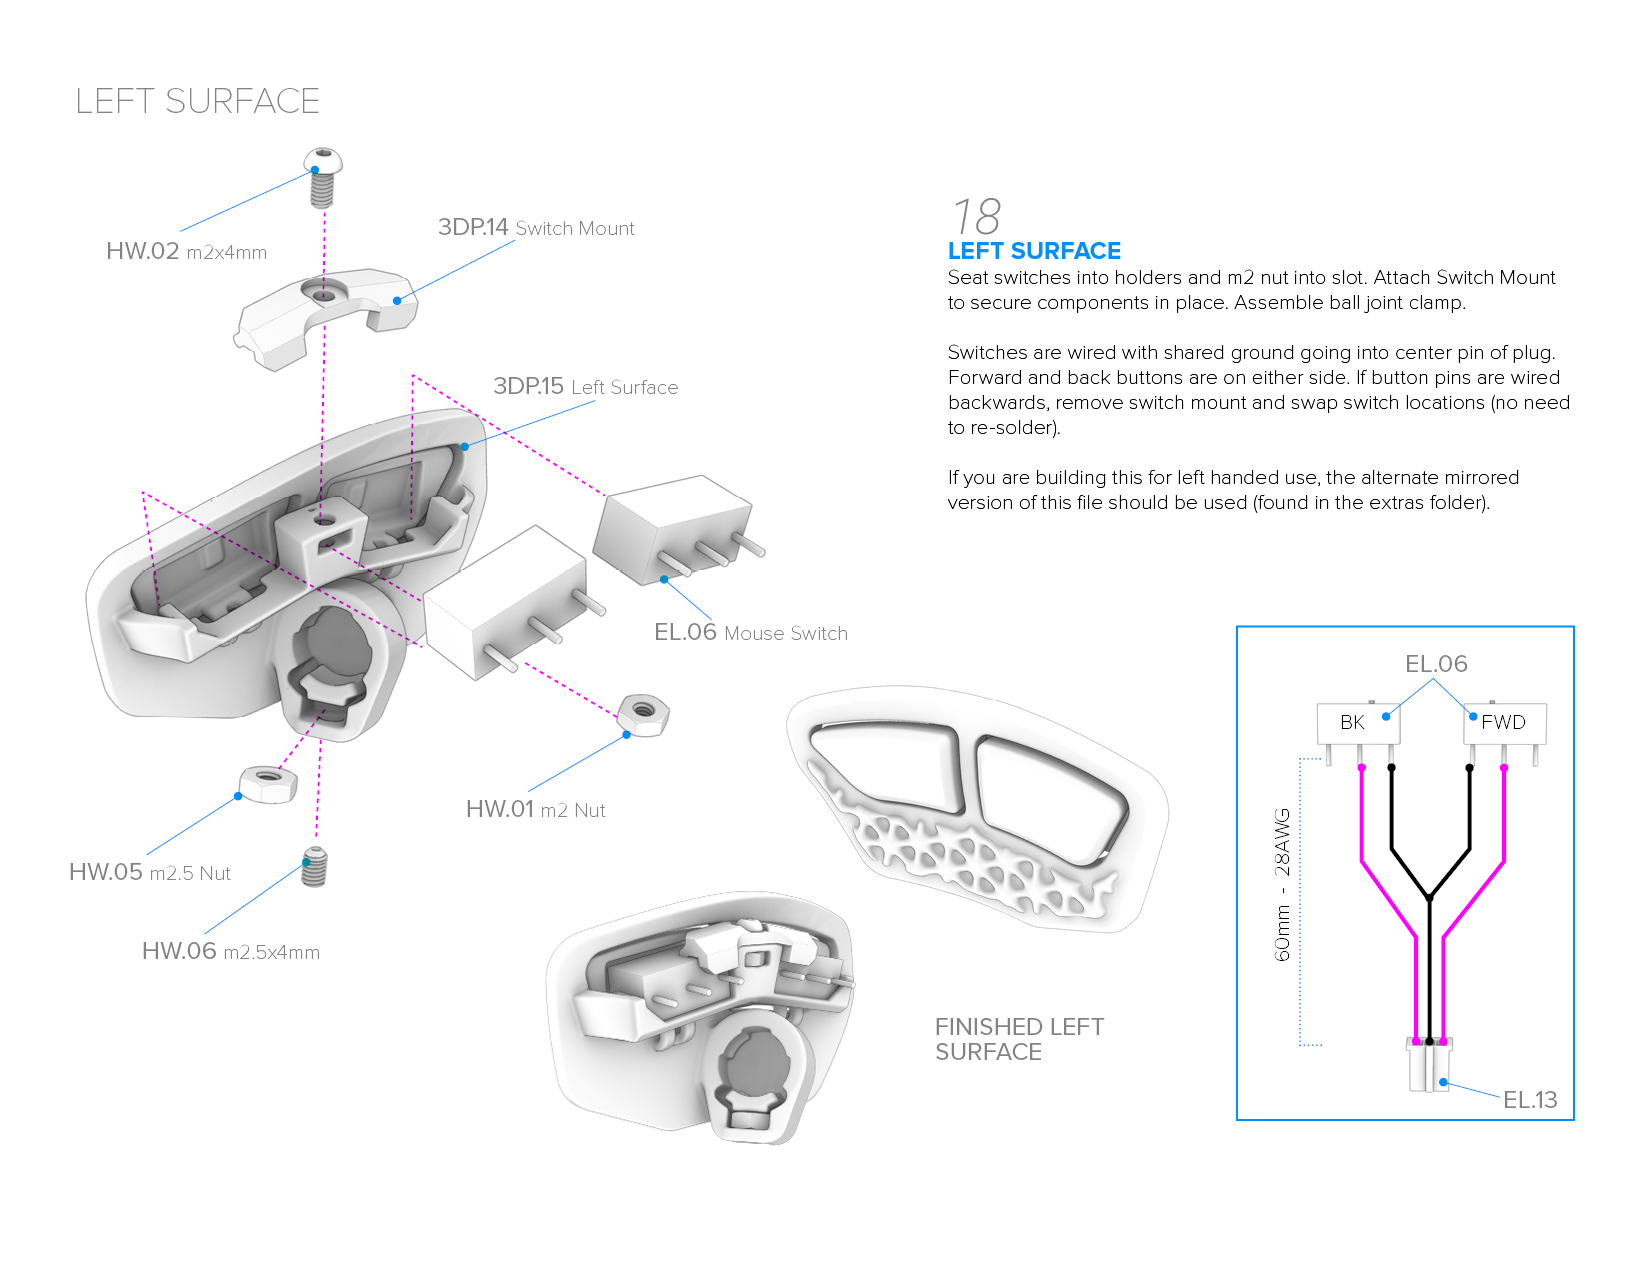 LEFT SURFACE
HW.02 m2x4mm
3DP.14 Switch Mount
3DP.15 Left Surface
EL.06 Mouse Switch
HW.01 m2 Nut
HW.05 m2.5 Nut
HW.06 m2.5x4mm
18
LEFT SURFACE
Seat switches into holders and m2 nut into slot. Attach Switch Mount
to secure components in place. Assemble ball joint clamp.
Switches are wired with shared ground going into center pin of plug.
Forward and back buttons are on either side. If button pins are wired
backwards, remove switch mount and swap switch locations (no need
to re-solder).
If you are building this for left handed use, the alternate mirrored
version of this file should be used (found in the extras folder).
FINISHED LEFT
SURFACE
EL.06
BK
FWD
60mm - 28AWG
EL.13